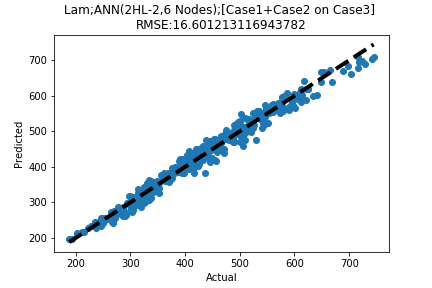 Lam;ANN(2HL-2,6 Nodes);[Case1+Case2 on Case3]
RMSE:16.601213116943782
700
600
500
400
300
200
Predicted
200 300 400 500 600 700
Actual